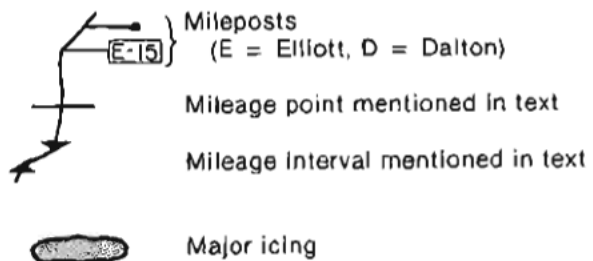 Mileposts
E-15 (E = Elliott, D = Dalton)
Mileage point mentioned in text
Mileage interval mentioned in text
Major icing